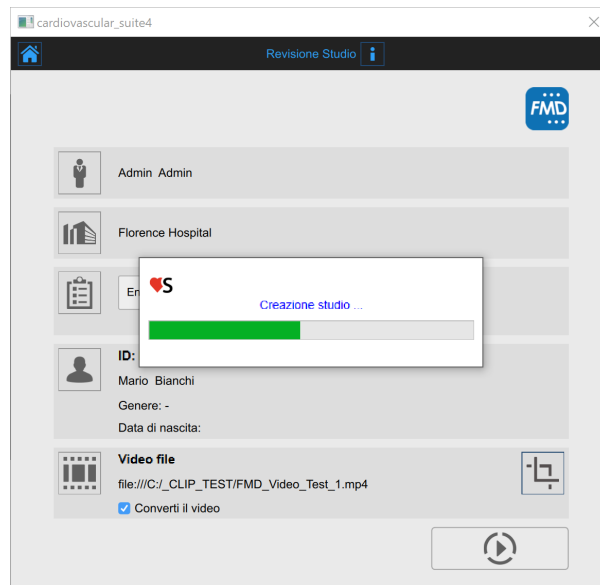 cardiovascular_suite4
Revisione Studio
FMD
Admin Admin
Florence Hospital
S
Creazione studio ...
En
ID:
Mario Bianchi
Genere: -
Data di nascita:
Video file
file:///C:/_CLIP_TEST/FMD_Video_Test_1.mp4
Converti il video